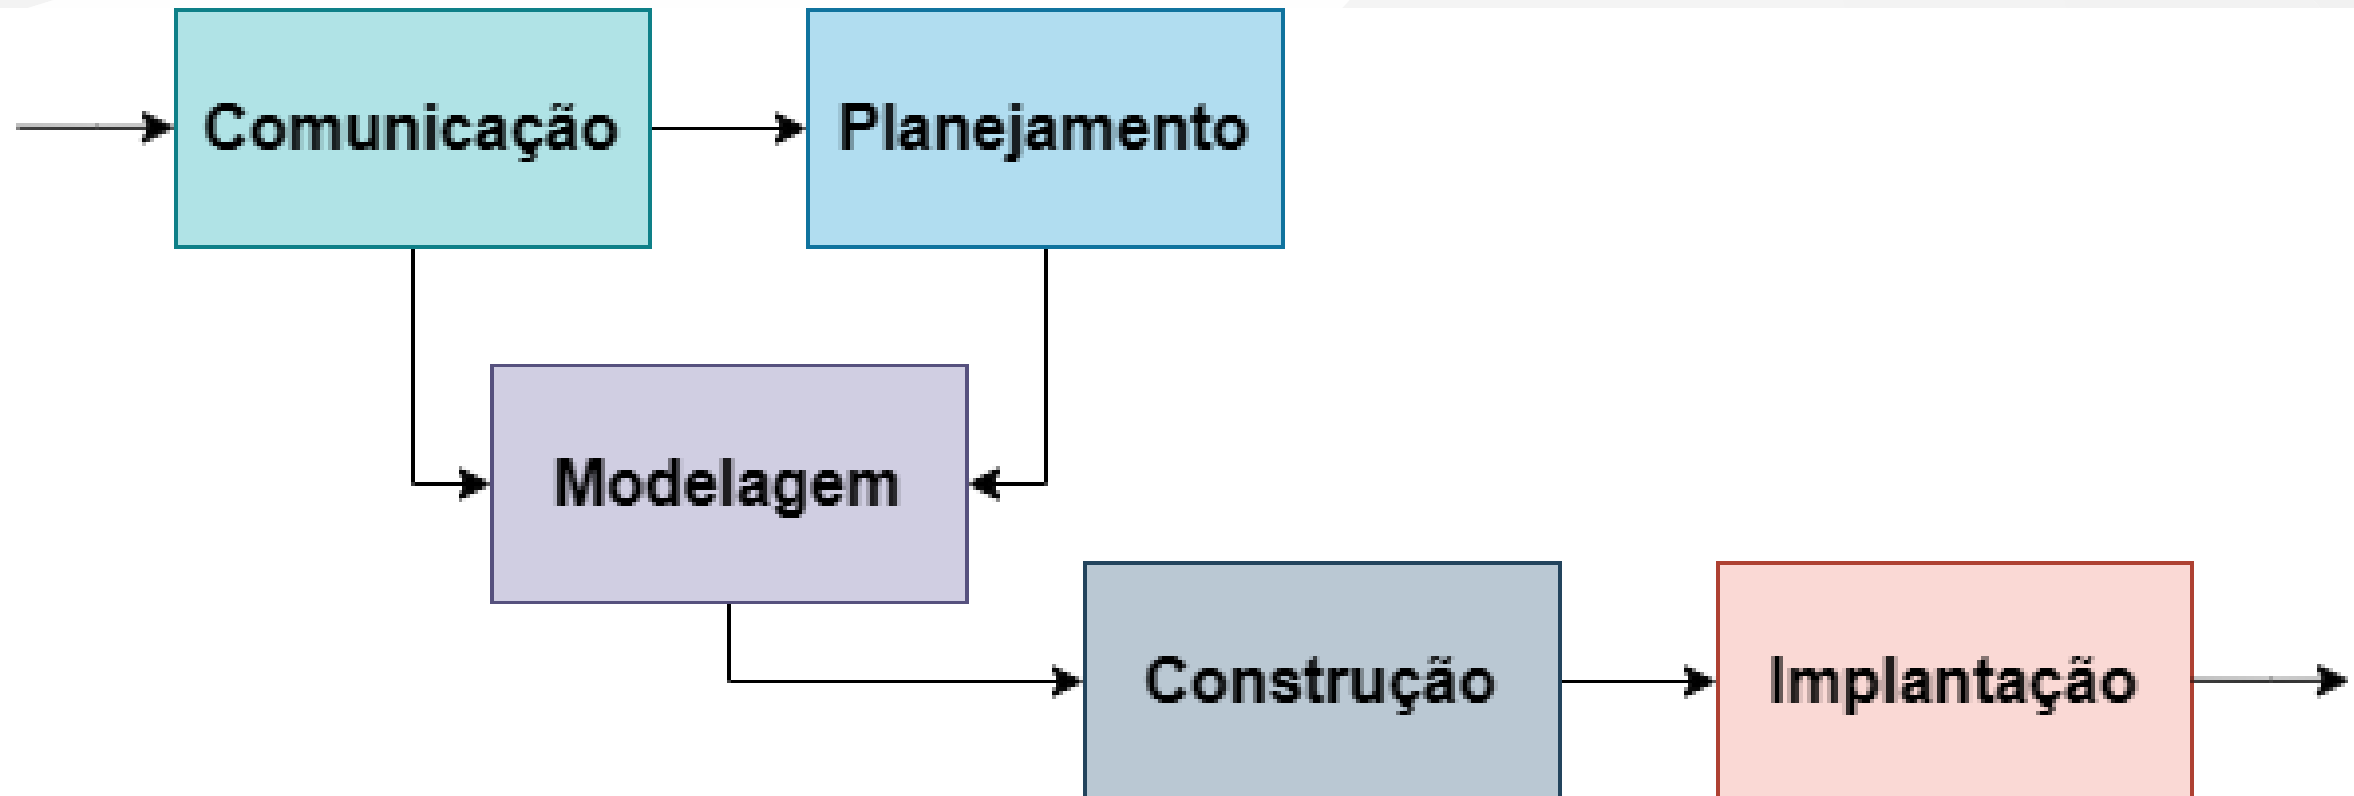 Comunicação
Planejamento
Modelagem
Construção
Implantação